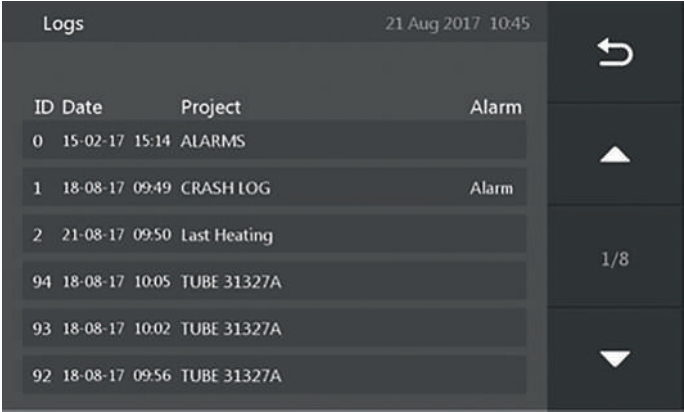 Logs 21 Aug 2017 10:45
ID Date Project Alarm
0 15-02-17 15:14 ALARMS
1 18-08-17 09:49 CRASH LOG Alarm
2 21-08-17 09:50 Last Heating
1/8
94 18-08-17 10:05 TUBE 31327A
93 18-08-17 10:02 TUBE 31327A
92 18-08-17 09:56 TUBE 31327A